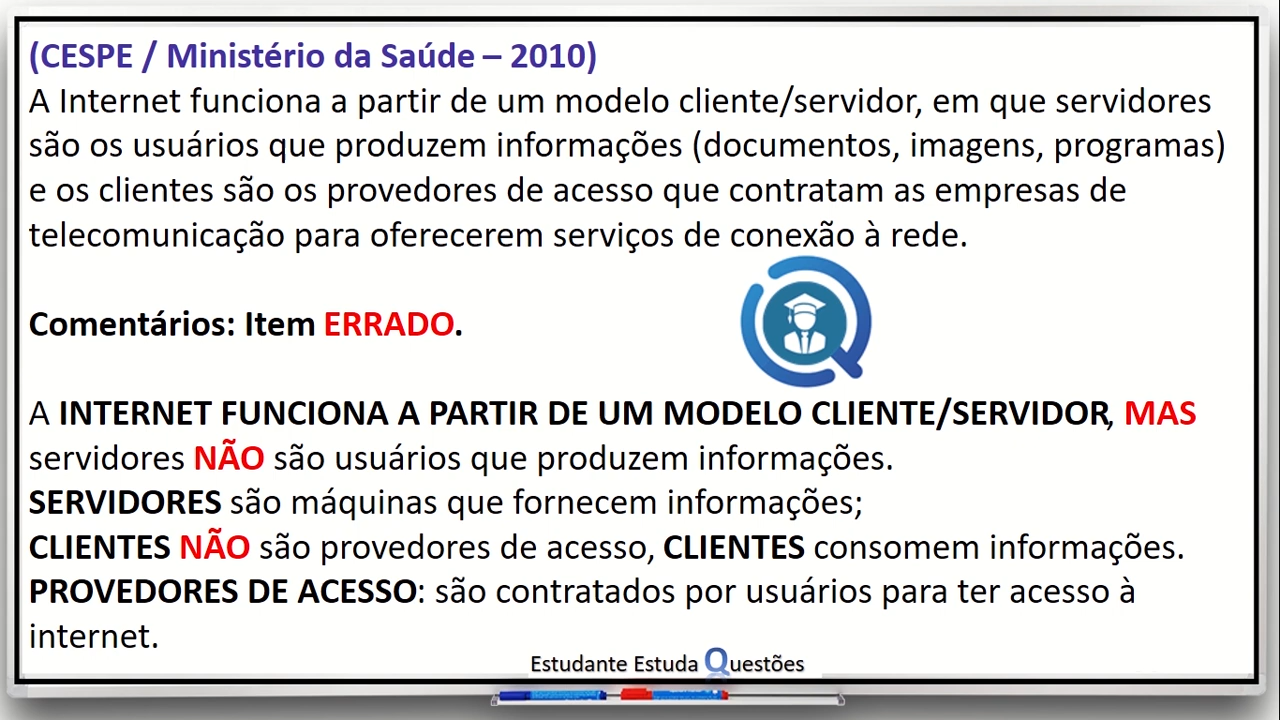 (CESPE / Ministério da Saúde – 2010)
A Internet funciona a partir de um modelo cliente/servidor, em que servidores
são os usuários que produzem informações (documentos, imagens, programas)
e os clientes são os provedores de acesso que contratam as empresas de
telecomunicação para oferecerem serviços de conexão à rede.
Comentários: Item ERRADO.
A INTERNET FUNCIONA A PARTIR DE UM MODELO CLIENTE/SERVIDOR, MAS
servidores NÃO são usuários que produzem informações.
SERVIDORES são máquinas que fornecem informações;
CLIENTES NÃO são provedores de acesso, CLIENTES consomem informações.
PROVEDORES DE ACESSO: são contratados por usuários para ter acesso à
internet.
Estudante Estuda Questões